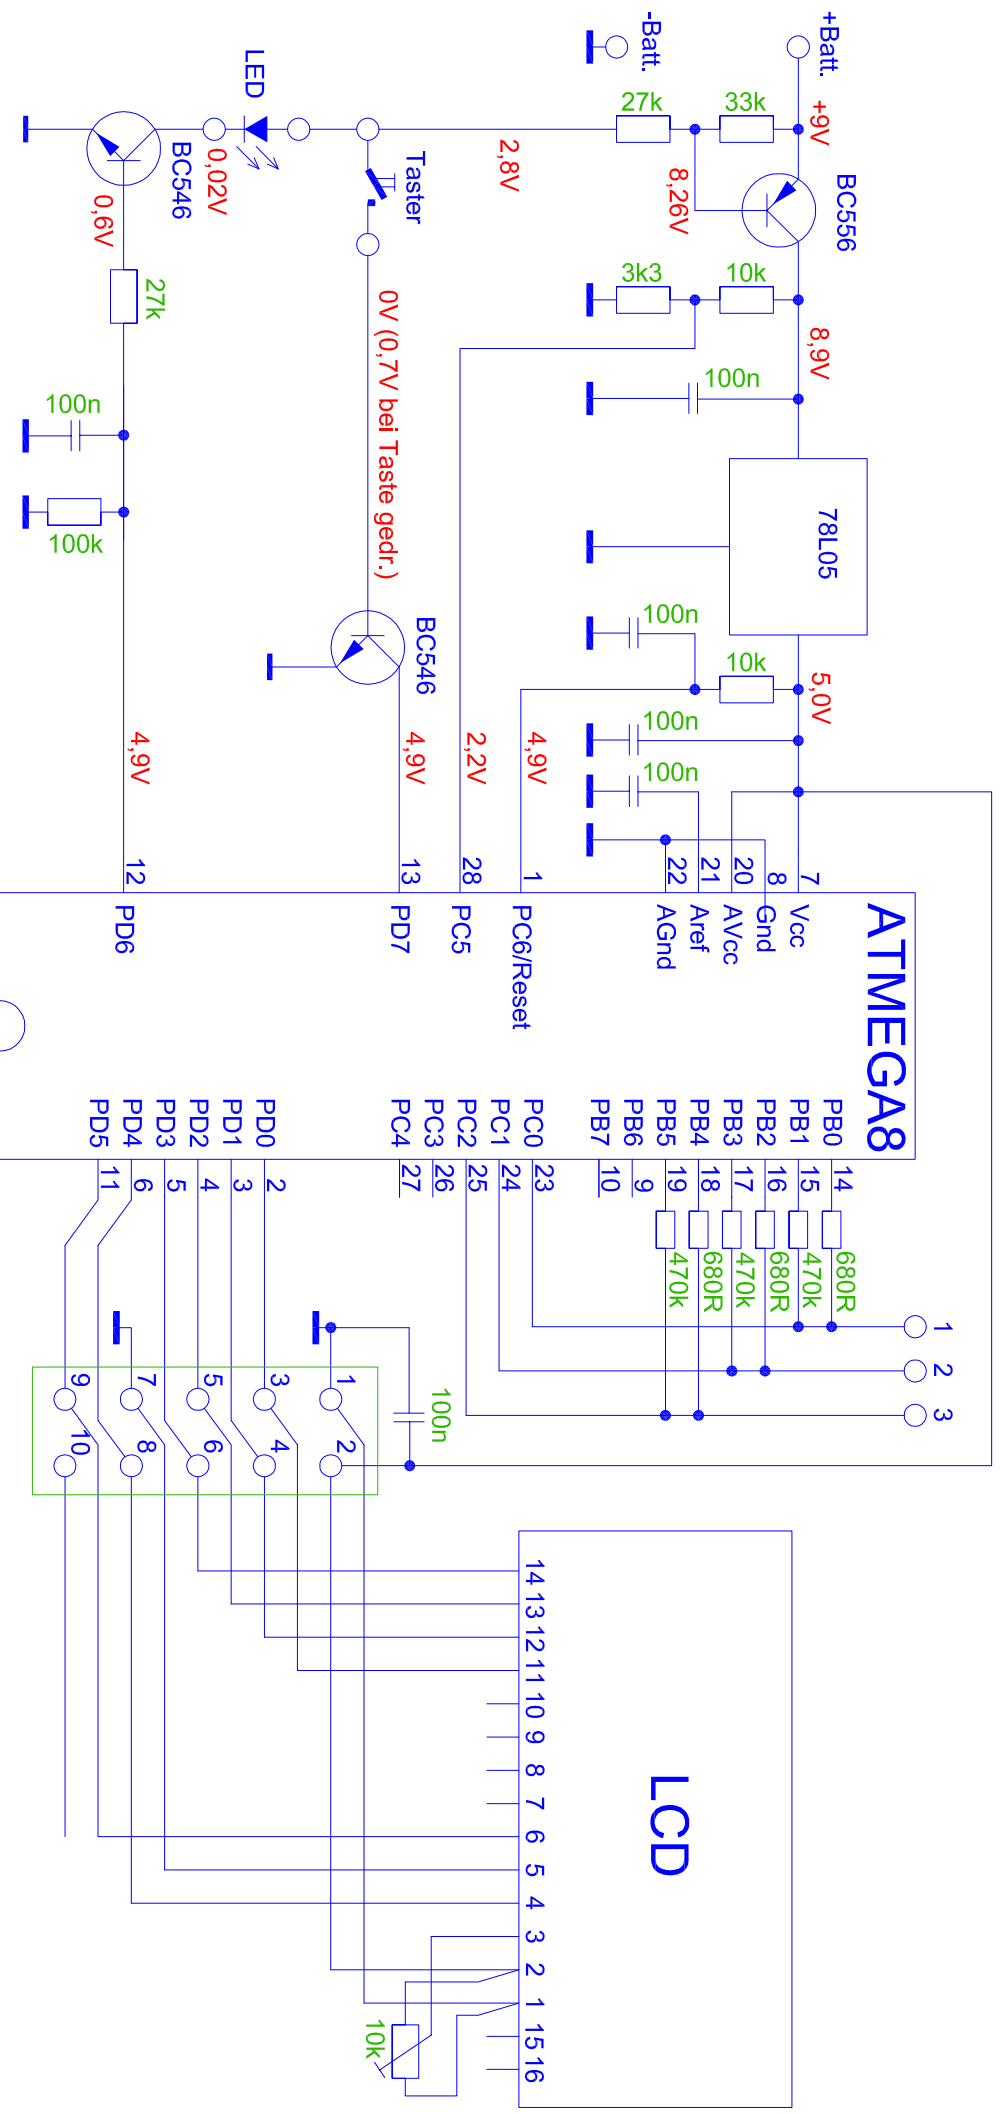 +Batt.
+9V
-Batt.
33k
27k
BC556
8,26V
8,9V
10k
3k3
100n
78L05
100n
10k
5,0V
100n
100n
LED
Taster
2,8V
BC546
0,02V
0,6V
27k
100n
100k
0V (0,7V bei Taste gedr.)
BC546
4,9V
4,9V
2,2V
4,9V
ATMEGA8
7 Vcc
8 Gnd
20 AVcc
21 Aref
22 AGnd
1 PC6/Reset
28 PC5
13 PD7
12 PD6
PB0 14 680R
PB1 15 470k
PB2 16 680R
PB3 17 470k
PB4 18 680R
PB5 19 470k
PB6 9
PB7 10
PC0 23
PC1 24
PC2 25
PC3 26
PC4 27
PD0 2
PD1 3
PD2 4
PD3 5
PD4 6
PD5 11
1
2
3
100n
1 2
3 4
5 6
7 8
9 10
LCD
14 13 12 11 10 9 8 7 6 5 4 3 2 1 15 16
10k